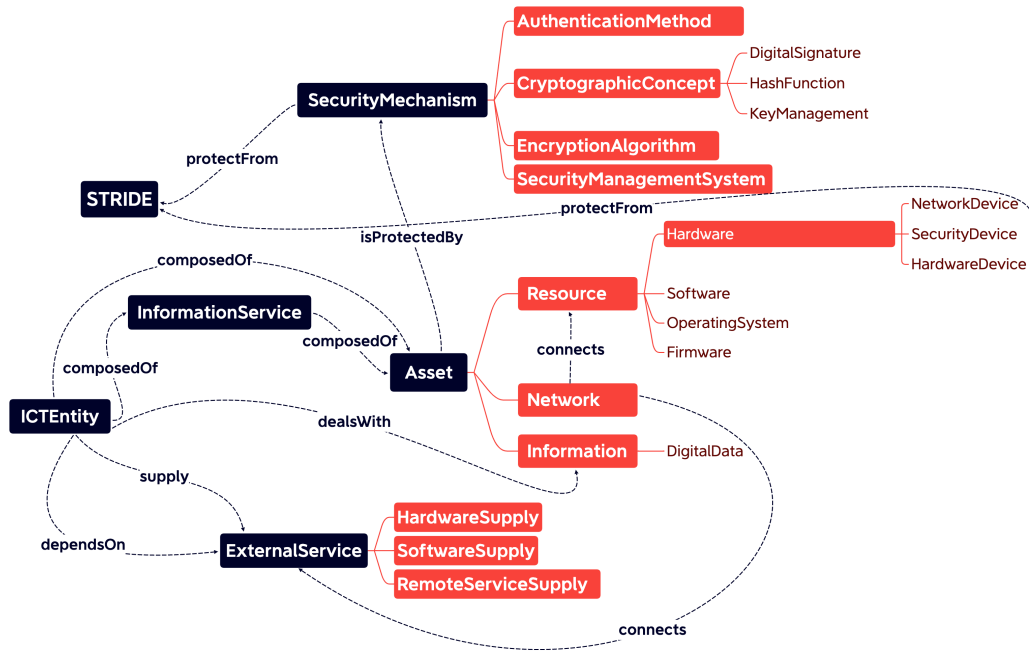 AuthenticationMethod
DigitalSignature
CryptographicConcept
HashFunction
SecurityMechanism
KeyManagement
EncryptionAlgorithm
protectFrom
SecurityManagementSystem
STRIDE
protectFrom
NetworkDevice
isProtectedBy
Hardware
SecurityDevice
composedOf
HardwareDevice
Resource
Software
InformationService
OperatingSystem
composedOf
connects
Firmware
composedOf
Asset
Network
ICTEntity
dealsWith
Information
DigitalData
supply
HardwareSupply
dependsOn
ExternalService
SoftwareSupply
RemoteServiceSupply
connects